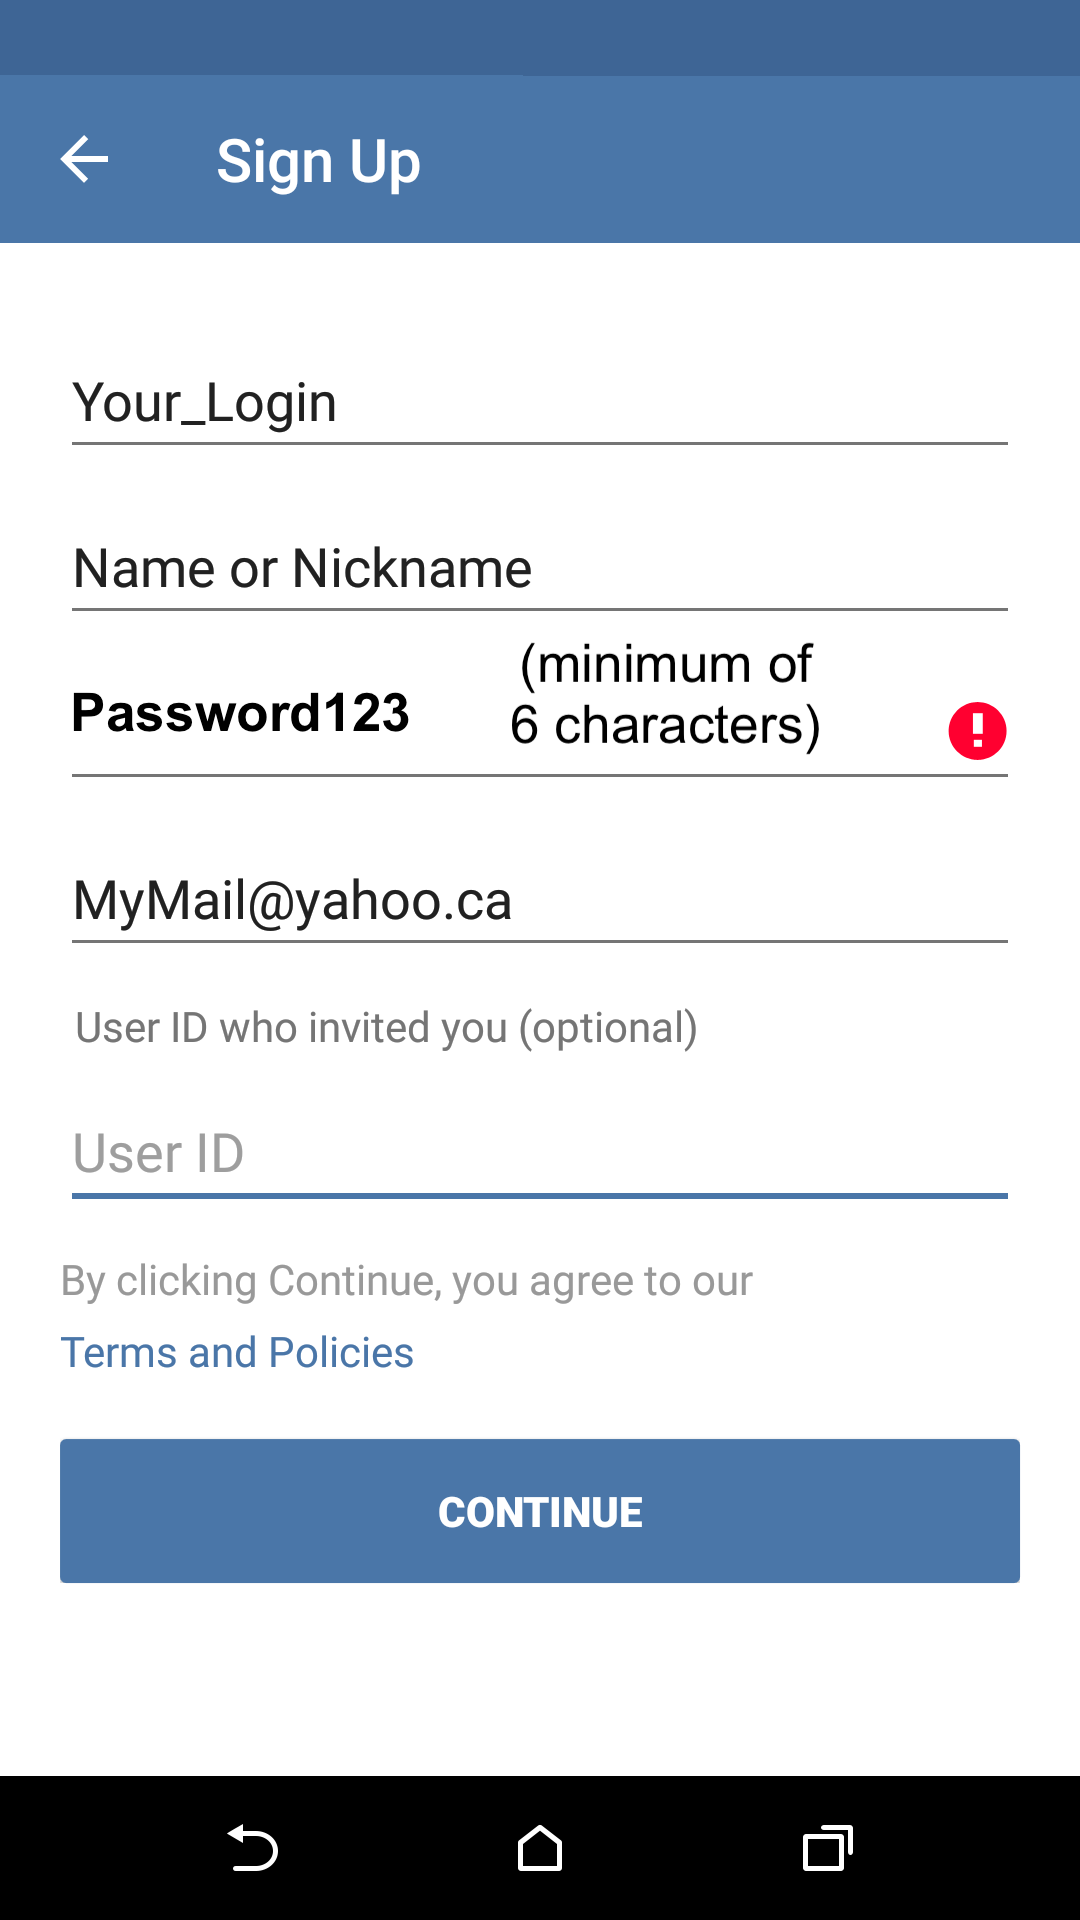 Sign Up
Your_Login
Name or Nickname
Password123
(minimum of
6 characters)
MyMail@yahoo.ca
User ID who invited you (optional)
User ID
By clicking Continue, you agree to our
Terms and Policies
CONTINUE